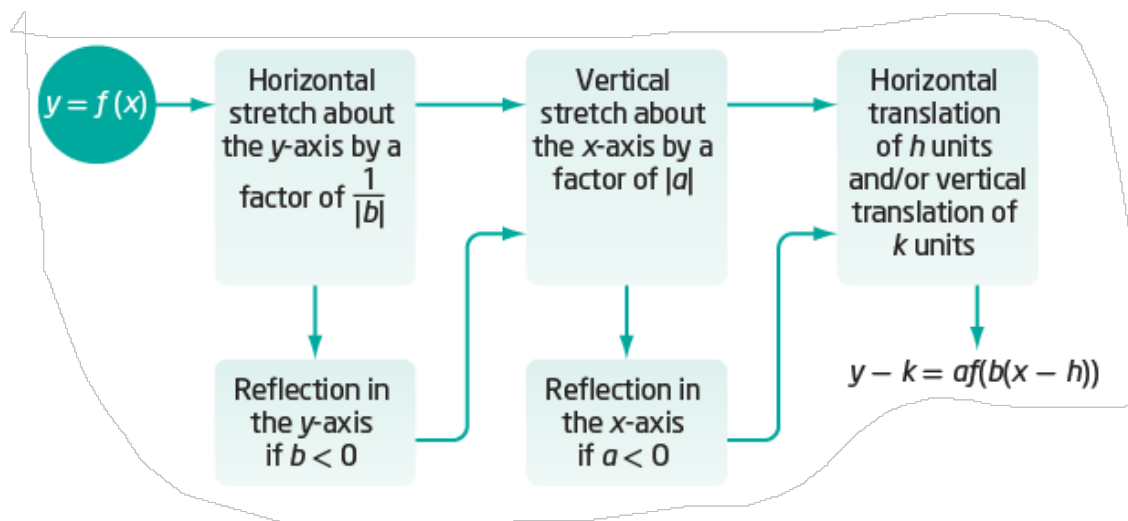 y = f(x)
Horizontal
stretch about
the y-axis by a
factor of 1/|b|
Vertical
stretch about
the x-axis by a
factor of |a|
Horizontal
translation
of h units
and/or vertical
translation of
k units
Reflection in
the y-axis
if b < 0
Reflection in
the x-axis
if a < 0
y – k = af(b(x – h))